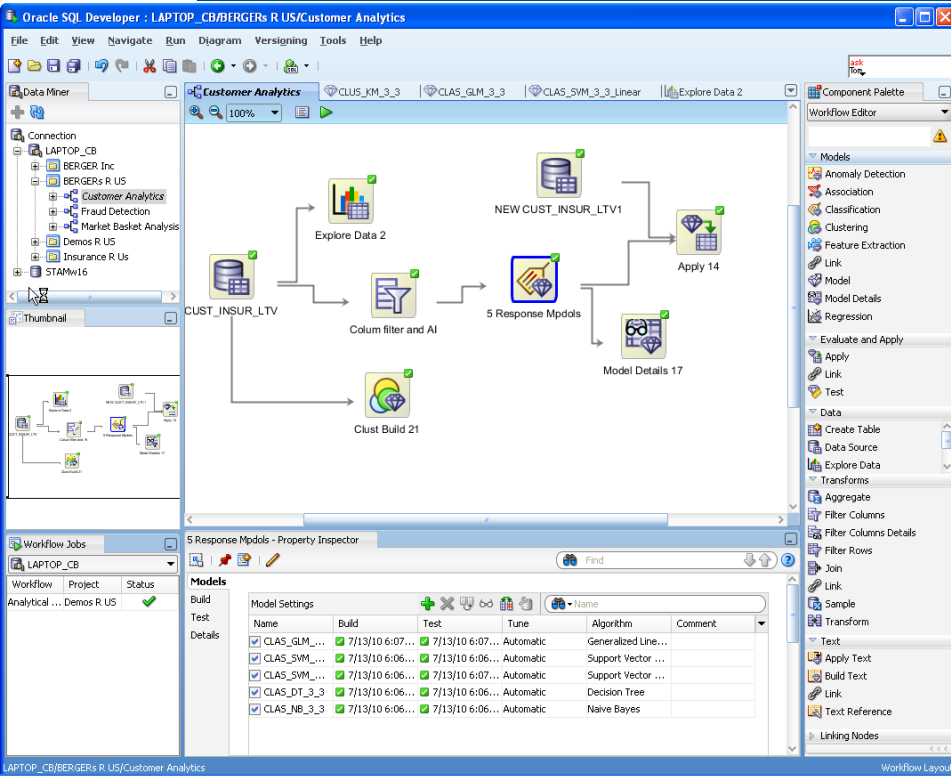 Oracle SQL Developer : LAPTOP_CB/BERGERs R US/Customer Analytics
File Edit View Navigate Run Diagram Versioning Tools Help
ask
Tom
Data Miner
Connection
LAPTOP_CB
BERGER Inc
BERGERs R US
Customer Analytics
Fraud Detection
Market Basket Analysis
Demos R US
Insurance R Us
STAMw16
Thumbnail
Workflow Jobs
LAPTOP_CB
Workflow Project Status
Analytical ... Demos R US
Customer Analytics CLUS_KM_3_3 CLAS_GLM_3_3 CLAS_SVM_3_3_Linear Explore Data 2
100%
NEW CUST_INSUR_LTV1
Explore Data 2
Apply 14
CUST_INSUR_LTV
Colum filter and AI
5 Response Mpdols
Model Details 17
Clust Build 21
5 Response Mpdols - Property Inspector
Find
Models
Build
Test
Details
Model Settings
Name
Name Build Test Tune Algorithm Comment
CLAS_GLM_... 7/13/10 6:07... 7/13/10 6:07... Automatic Generalized Line...
CLAS_SVM_... 7/13/10 6:06... 7/13/10 6:07... Automatic Support Vector ...
CLAS_SVM_... 7/13/10 6:06... 7/13/10 6:06... Automatic Support Vector ...
CLAS_DT_3_3 7/13/10 6:06... 7/13/10 6:06... Automatic Decision Tree
CLAS_NB_3_3 7/13/10 6:06... 7/13/10 6:06... Automatic Naive Bayes
Component Palette
Workflow Editor
Models
Anomaly Detection
Association
Classification
Clustering
Feature Extraction
Link
Model
Model Details
Regression
Evaluate and Apply
Apply
Link
Test
Data
Create Table
Data Source
Explore Data
Transforms
Aggregate
Filter Columns
Filter Columns Details
Filter Rows
Join
Link
Sample
Transform
Text
Apply Text
Build Text
Link
Text Reference
Linking Nodes
LAPTOP_CB/BERGERs R US/Customer Analytics
Workflow Layou